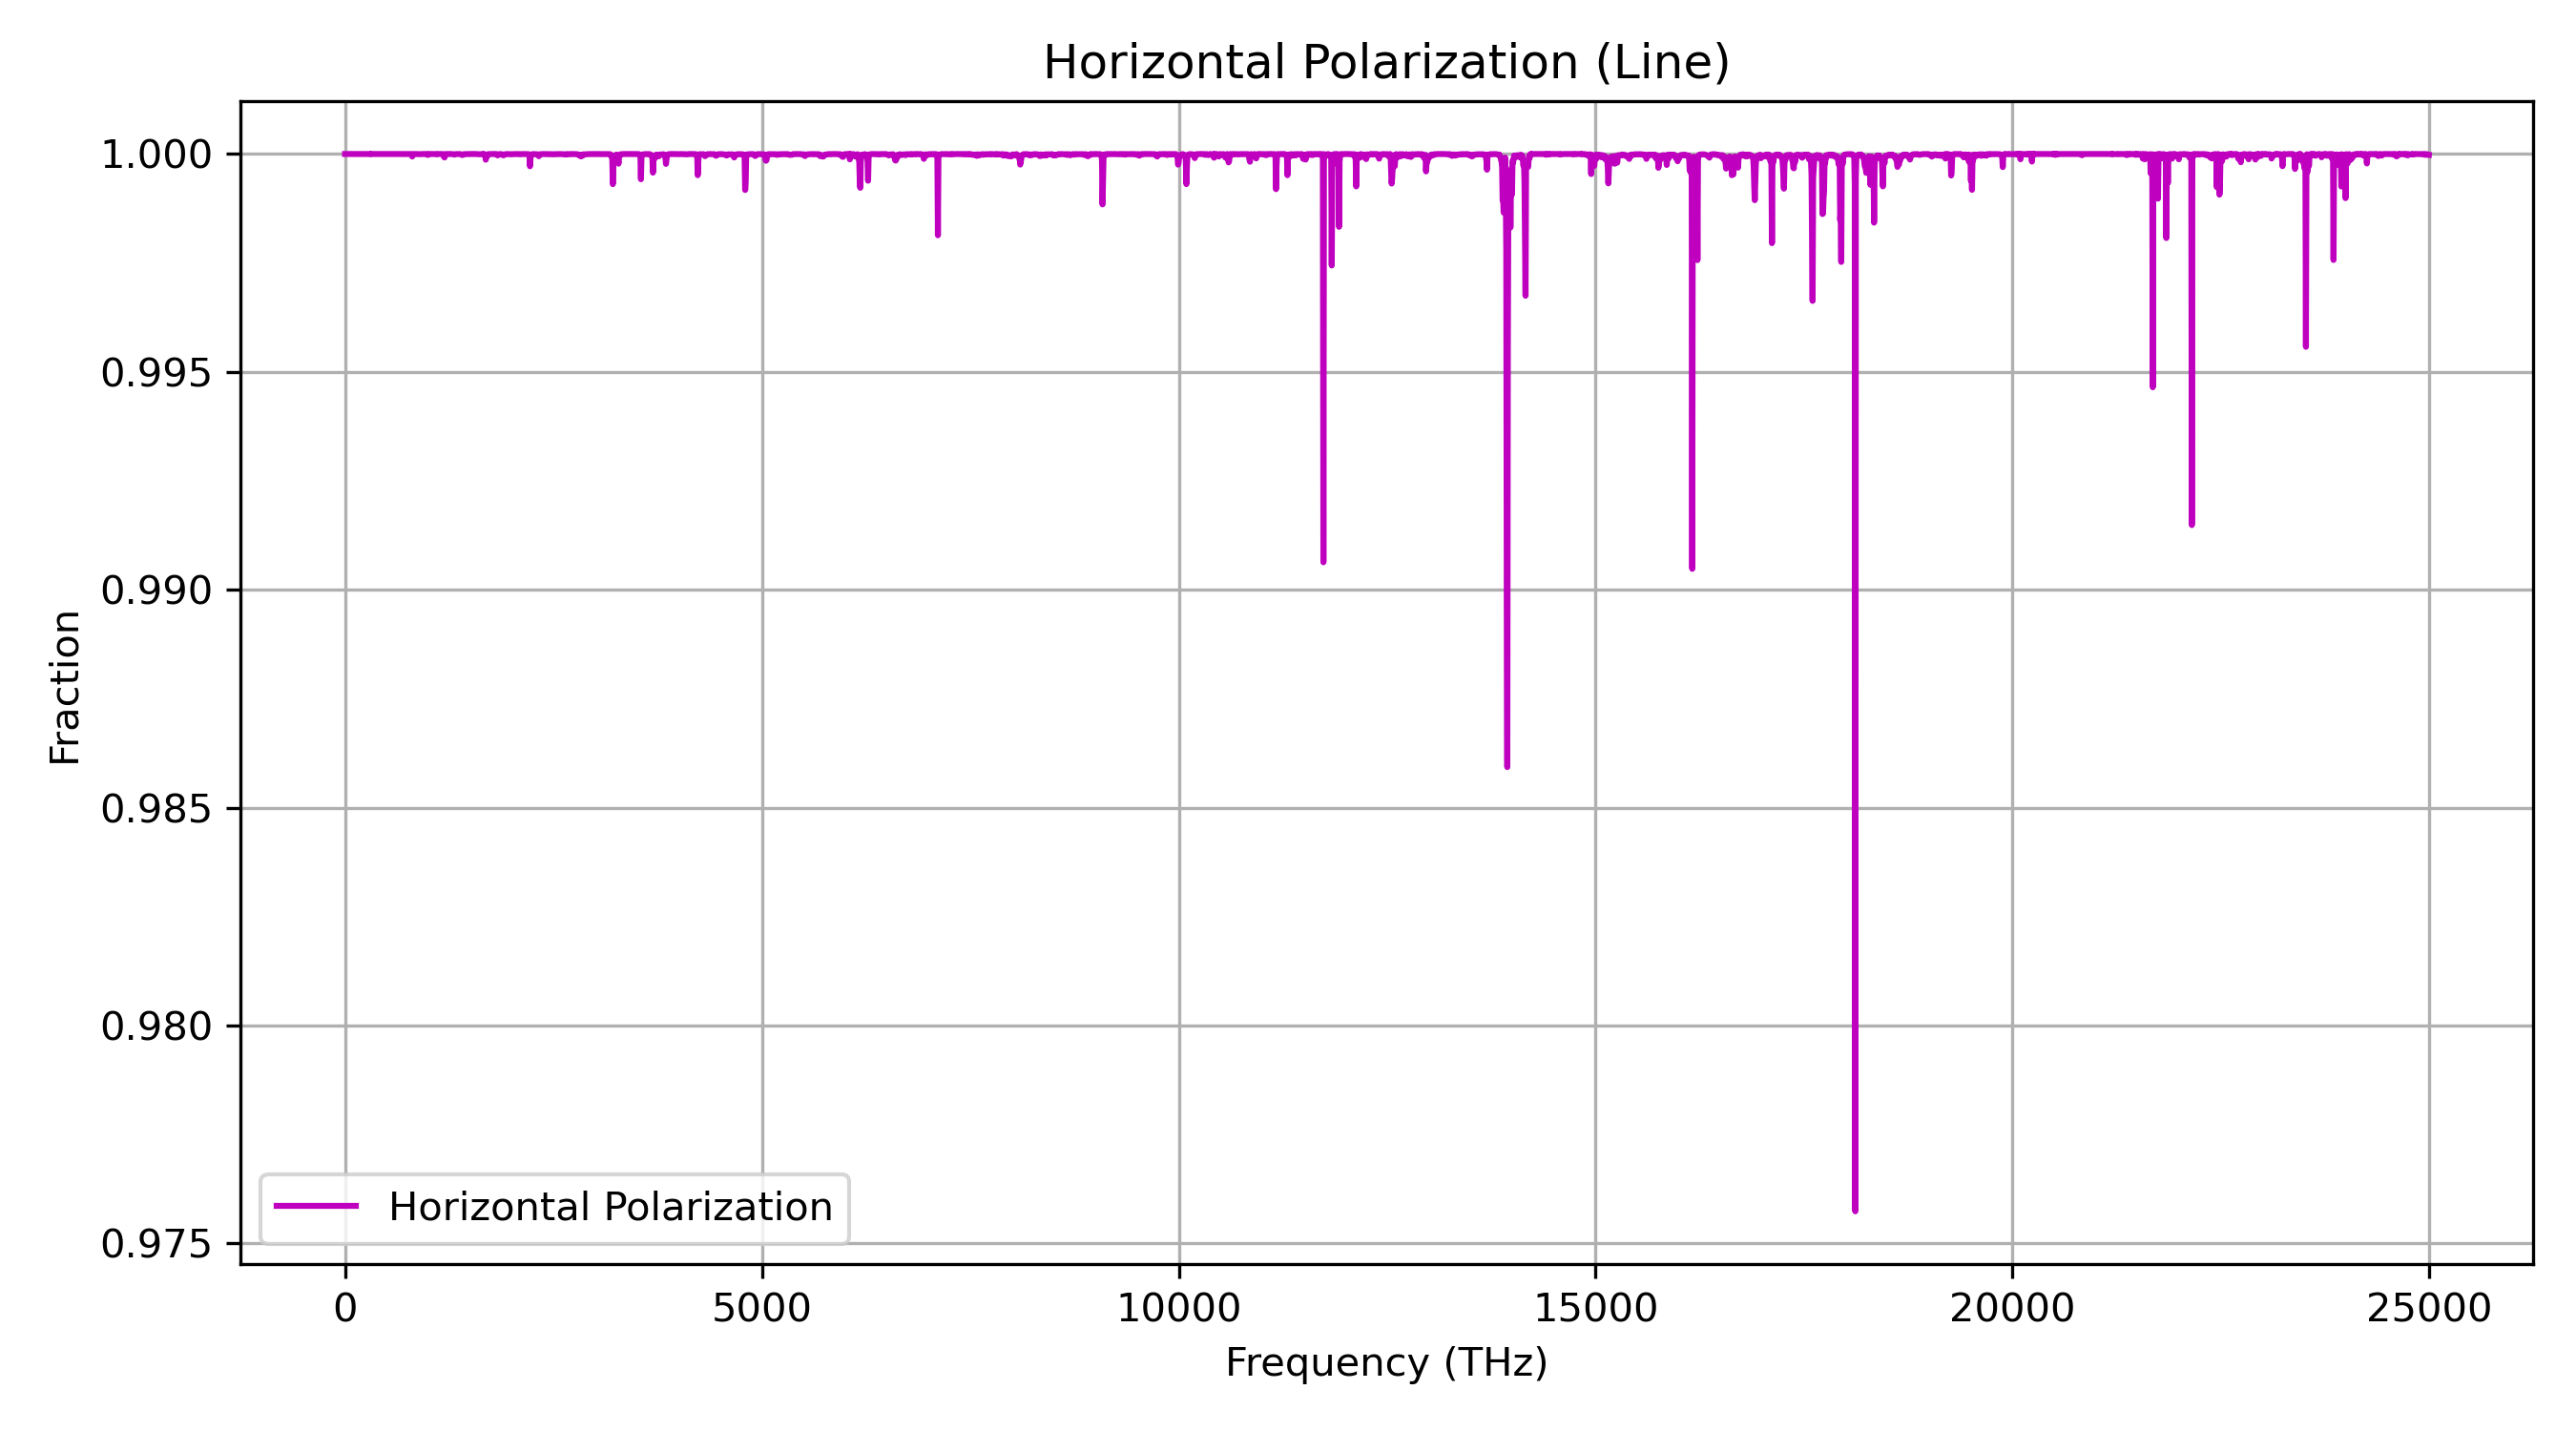 Horizontal Polarization (Line)
1.000
0.995
0.990
0.985
0.980
0.975
Fraction
Horizontal Polarization
0 5000 10000 15000 20000 25000
Frequency (THz)